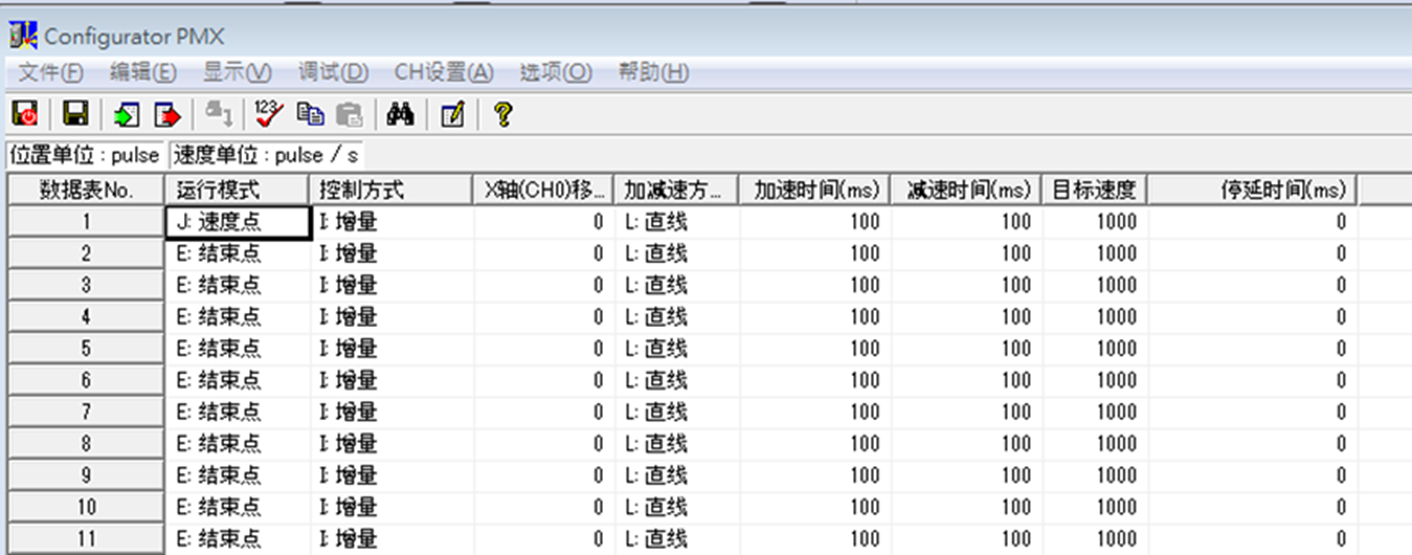 Configurator PMX
文件(F) 编辑(E) 显示(V) 调试(D) CH设置(A) 选项(O) 帮助(H)
123
位置单位 : pulse 速度单位 : pulse / s
数据表No. 运行模式 控制方式 X轴(CH0)移... 加减速方... 加速时间(ms) 减速时间(ms) 目标速度 停延时间(ms)
1 J: 速度点 I: 增量 0 L: 直线 100 100 1000 0
2 E: 结束点 I: 增量 0 L: 直线 100 100 1000 0
3 E: 结束点 I: 增量 0 L: 直线 100 100 1000 0
4 E: 结束点 I: 增量 0 L: 直线 100 100 1000 0
5 E: 结束点 I: 增量 0 L: 直线 100 100 1000 0
6 E: 结束点 I: 增量 0 L: 直线 100 100 1000 0
7 E: 结束点 I: 增量 0 L: 直线 100 100 1000 0
8 E: 结束点 I: 增量 0 L: 直线 100 100 1000 0
9 E: 结束点 I: 增量 0 L: 直线 100 100 1000 0
10 E: 结束点 I: 增量 0 L: 直线 100 100 1000 0
11 E: 结束点 I: 增量 0 L: 直线 100 100 1000 0